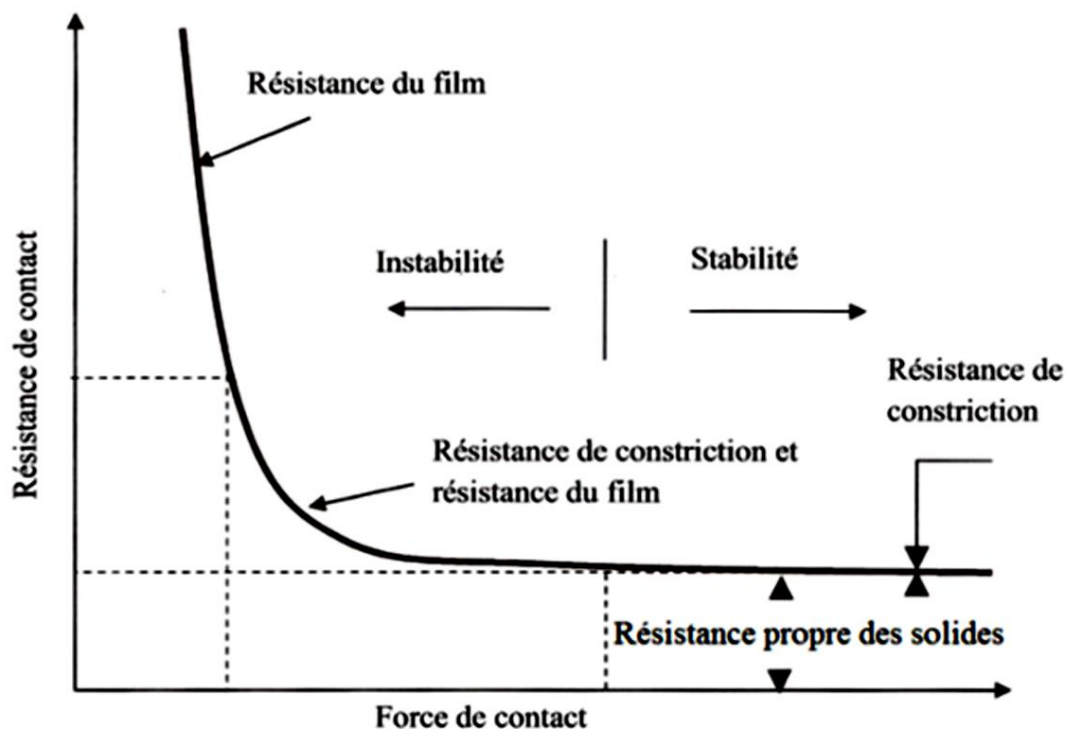 Résistance du film
Instabilité
Stabilité
Résistance de
constriction
Résistance de constriction et
résistance du film
Résistance propre des solides
Résistance de contact
Force de contact